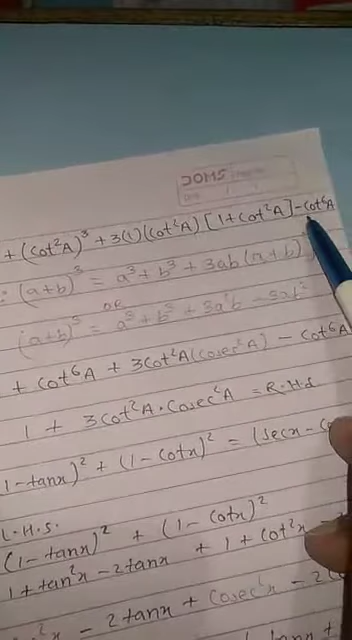 DOMS
+ (Cot²A)³ + 3(1)(Cot²A) [1 + Cot²A] - Cot⁶A
∵ (a+b)³ = a³ + b³ + 3ab(a+b)
OR
(a+b)³ = a³ + b³ + 3a²b
+ Cot⁶A + 3Cot²A(Cosec²A) - Cot⁶A
1 + 3Cot²A · Cosec²A = R.H.S
1 - tanx)² + (1 - Cotx)² = (Secx -
L.H.S.
(1 - tanx)² + (1 - Cotx)²
1 + tan²x - 2tanx + 1 + Cot²x
- 2tanx + Cosec²x - 2